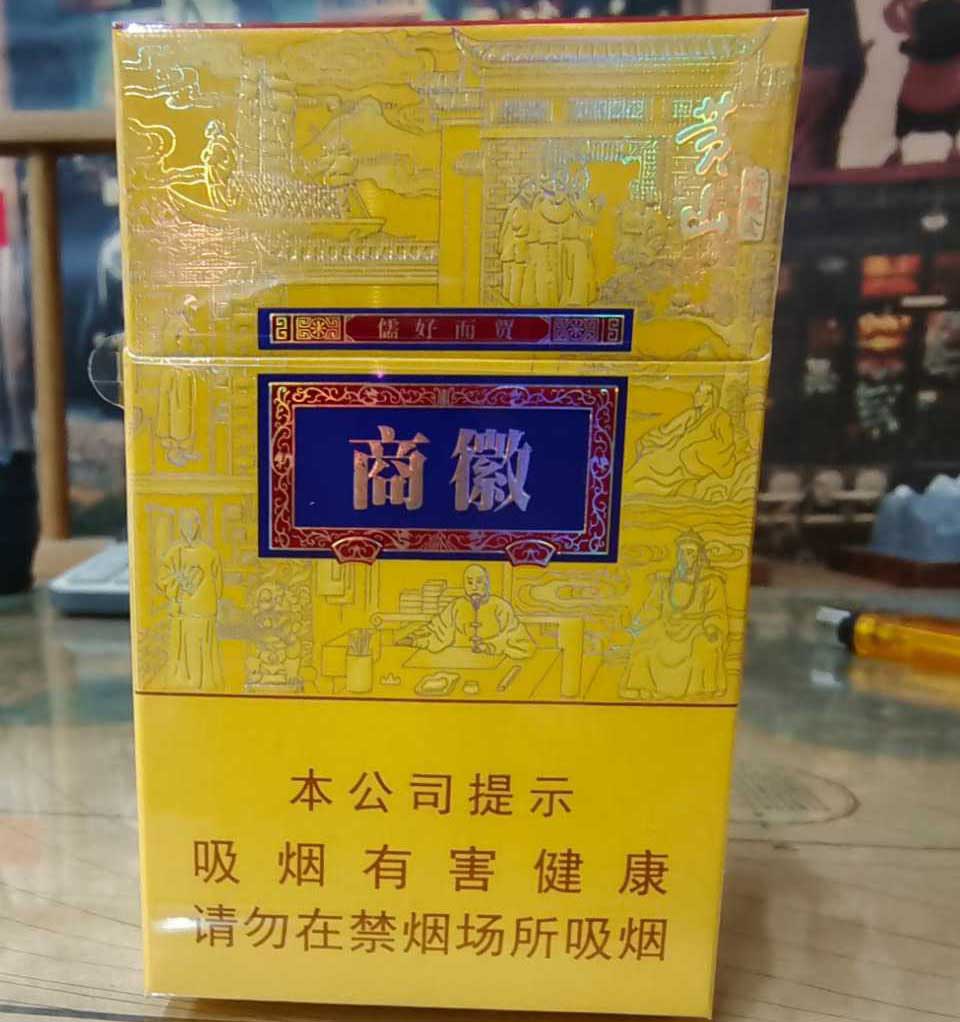 黄山
儒好而贾
商徽
本公司提示
吸烟有害健康
请勿在禁烟场所吸烟